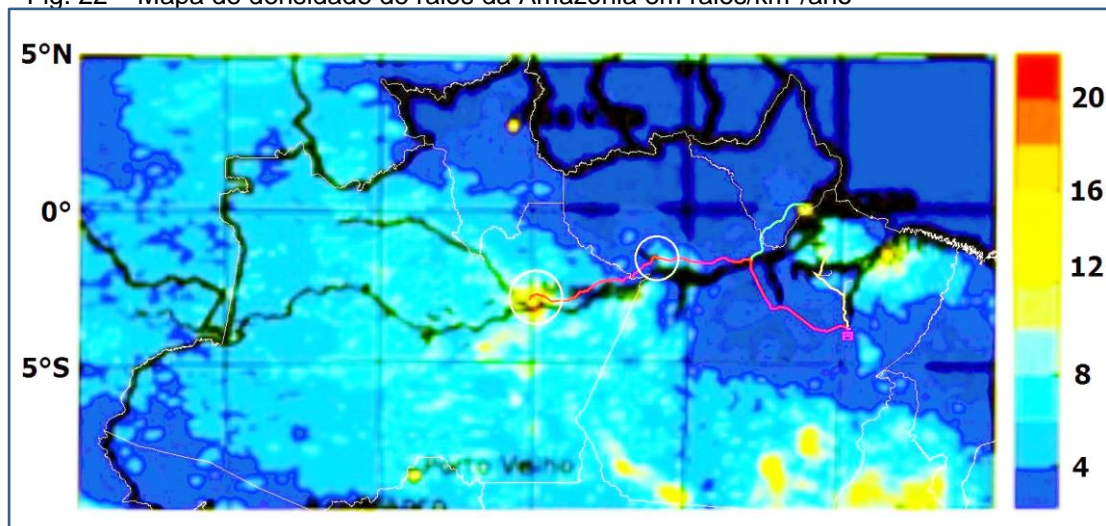 Fig. 22 – Mapa de densidade de raios da Amazônia em raios/km²/ano
5°N
20
16
0°
12
5°S
8
Porto Velho
4